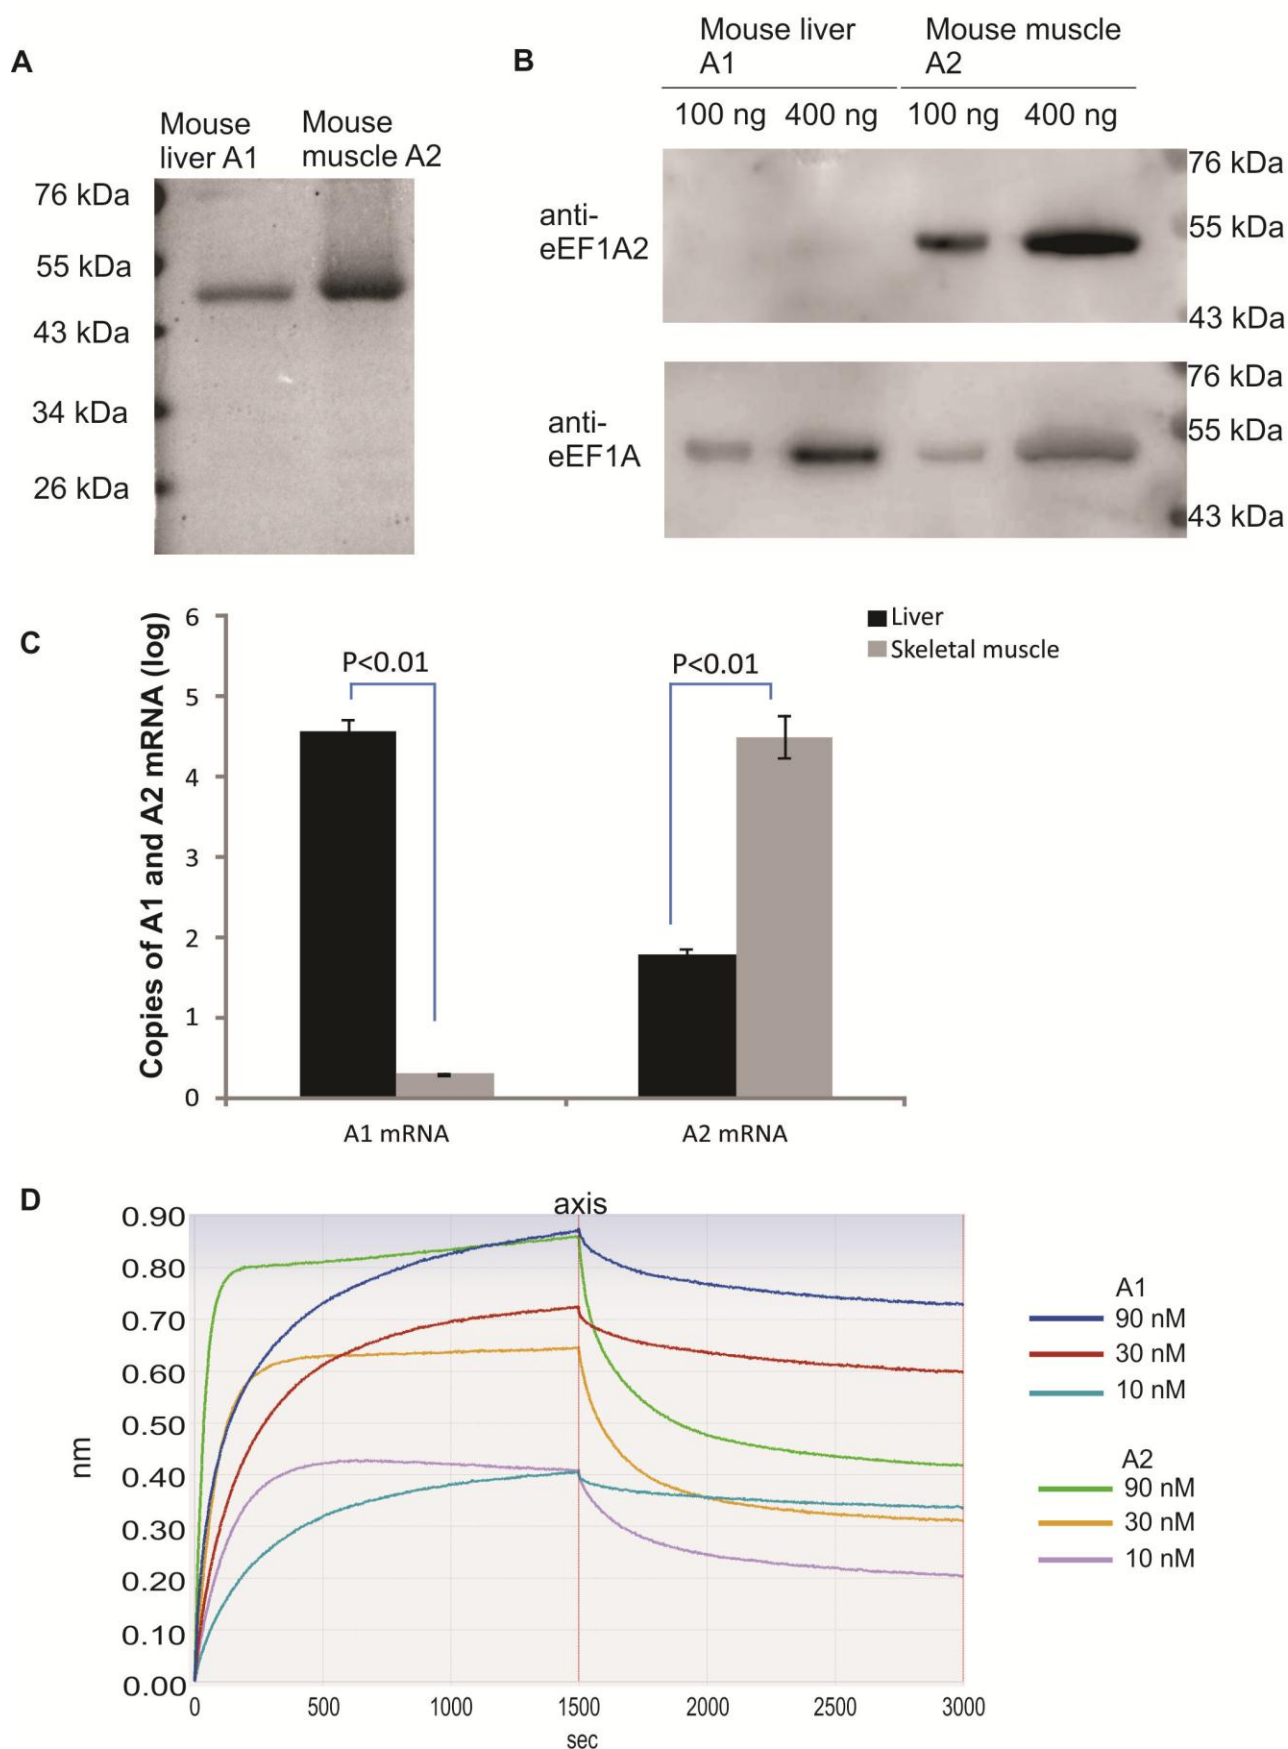 A
Mouse
liver A1
Mouse
muscle A2
76 kDa
55 kDa
43 kDa
34 kDa
26 kDa
B
Mouse liver
A1
Mouse muscle
A2
100 ng 400 ng 100 ng 400 ng
anti-
eEF1A2
76 kDa
55 kDa
43 kDa
anti-
eEF1A
76 kDa
55 kDa
43 kDa
C
Copies of A1 and A2 mRNA (log)
6
5
4
3
2
1
0
P<0.01
P<0.01
Liver
Skeletal muscle
A1 mRNA
A2 mRNA
D
axis
nm
0.90
0.80
0.70
0.60
0.50
0.40
0.30
0.20
0.10
0.00
0 500 1000 1500 2000 2500 3000
sec
A1
90 nM
30 nM
10 nM
A2
90 nM
30 nM
10 nM